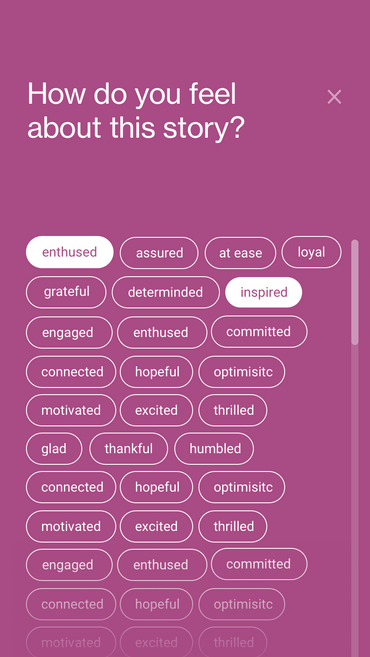 How do you feel
about this story?
enthused assured at ease loyal
grateful determinded inspired
engaged enthused committed
connected hopeful optimisitc
motivated excited thrilled
glad thankful humbled
connected hopeful optimisitc
motivated excited thrilled
engaged enthused committed
connected hopeful optimisitc
motivated excited thrilled